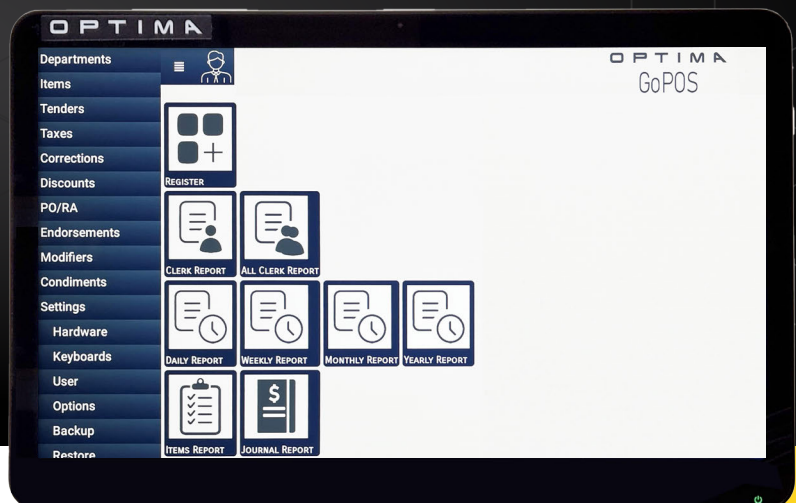 OPTIMA
Departments
Items
Tenders
Taxes
Corrections
Discounts
PO/RA
Endorsements
Modifiers
Condiments
Settings
Hardware
Keyboards
User
Options
Backup
Restore
OPTIMA
GoPOS
REGISTER
CLERK REPORT
ALL CLERK REPORT
DAILY REPORT
WEEKLY REPORT
MONTHLY REPORT
YEARLY REPORT
$
ITEMS REPORT
JOURNAL REPORT